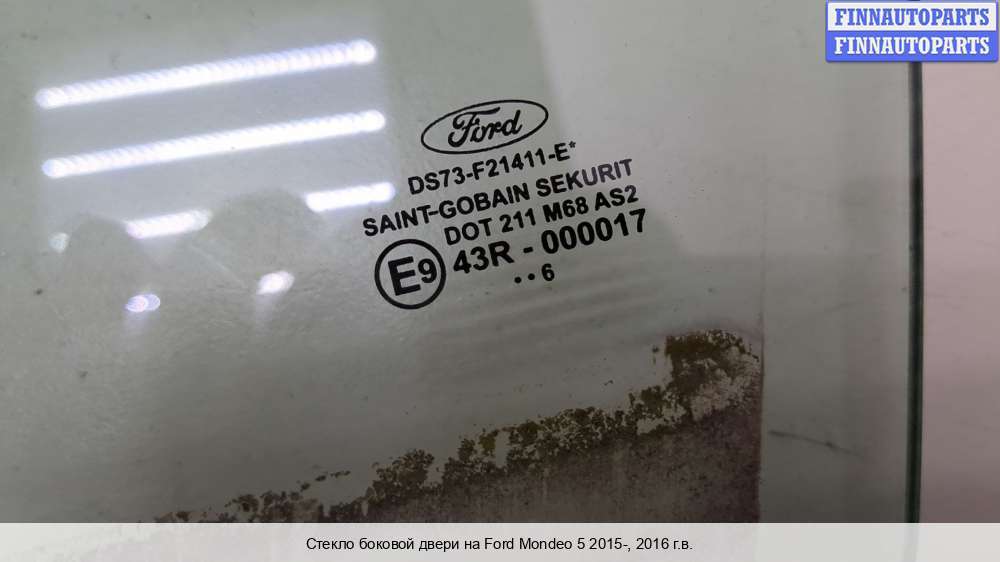 FINNAUTOPARTS
FINNAUTOPARTS
Ford
DS73-F21411-E*
SAINT-GOBAIN SEKURIT
DOT 211 M68 AS2
E9 43R - 000017
..6
Стекло боковой двери на Ford Mondeo 5 2015-, 2016 г.в.